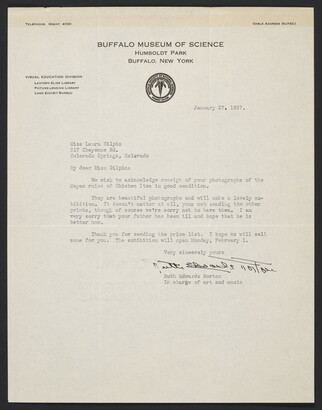 TELEPHONE, GRANT 4100
CABLE ADDRESS BUFSCI
BUFFALO MUSEUM OF SCIENCE
HUMBOLDT PARK
BUFFALO, NEW YORK
VISUAL EDUCATION DIVISION
LANTERN SLIDE LIBRARY
PICTURE-LENDING LIBRARY
LOAN EXHIBIT BUREAU
January 27, 1937.
Miss Laura Gilpin
317 Cheyenne Rd.
Colorado Springs, Colorado
My dear Miss Gilpin:
We wish to acknowledge receipt of your photographs of the
Mayan ruins of Chichen Itza in good condition.
They are beautiful photographs and will make a lovely ex-
hibition. It doesn't matter at all, your not sending the other
prints, though of course we're sorry not to have them. I am
very sorry that your father has been ill and hope that he is
better now.
Thank you for sending the price list. I hope we will sell
some for you. The exhibition will open Monday, February 1.
Very sincerely yours
Ruth Edwards Horton
Ruth Edwards Horton
In charge of art and music